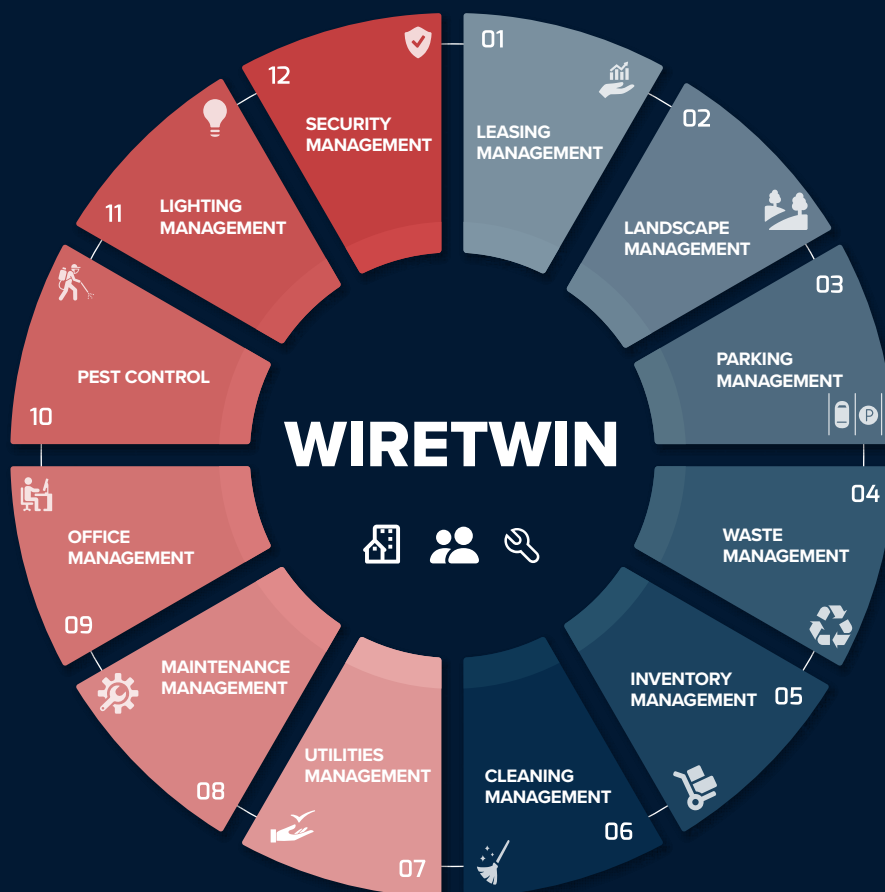 01
LEASING
MANAGEMENT
02
LANDSCAPE
MANAGEMENT
03
PARKING
MANAGEMENT
P
04
WASTE
MANAGEMENT
INVENTORY
MANAGEMENT 05
CLEANING
MANAGEMENT
06
UTILITIES
MANAGEMENT
07
MAINTENANCE
MANAGEMENT
08
OFFICE
MANAGEMENT
09
PEST CONTROL
10
11
LIGHTING
MANAGEMENT
12
SECURITY
MANAGEMENT
WIRETWIN